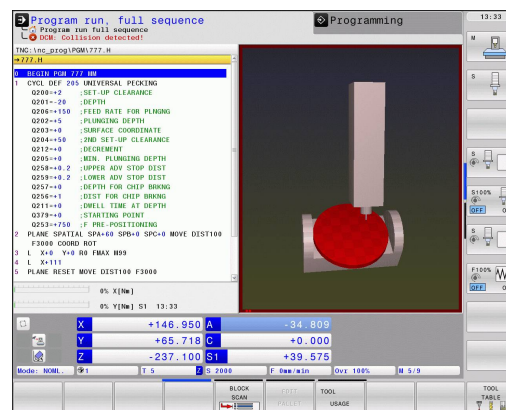 Program run, full sequence
Programming
13:33
Program run full sequence
DCM: Collision detected!
TNC:\nc_prog\PGM\777.H
→777.H
0 BEGIN PGM 777 MM
1 CYCL DEF 205 UNIVERSAL PECKING
Q200=+2 ;SET-UP CLEARANCE
Q201=-20 ;DEPTH
Q206=+150 ;FEED RATE FOR PLNGNG
Q202=+5 ;PLUNGING DEPTH
Q203=+0 ;SURFACE COORDINATE
Q204=+50 ;2ND SET-UP CLEARANCE
Q212=+0 ;DECREMENT
Q205=+0 ;MIN. PLUNGING DEPTH
Q258=+0.2 ;UPPER ADV STOP DIST
Q259=+0.2 ;LOWER ADV STOP DIST
Q257=+0 ;DEPTH FOR CHIP BRKNG
Q256=+1 ;DIST FOR CHIP BRKNG
Q211=+0 ;DWELL TIME AT DEPTH
Q379=+0 ;STARTING POINT
Q253=+750 ;F PRE-POSITIONING
2 PLANE SPATIAL SPA+60 SPB+0 SPC+0 MOVE DIST100
F3000 COORD ROT
3 L X+0 Y+0 R0 FMAX M99
4 L X+111
5 PLANE RESET MOVE DIST100 F3000
0% X[Nm]
0% Y[Nm] S1 13:33
X +146.950 A -34.809
Y +65.718 C +0.000
Z -237.100 S1 +39.575
Mode: NOML. 1 T 5 Z S 2000 F 0mm/min Ovr 100% M 5/9
M
S
S
S100%
OFF
S
F100%
OFF
BLOCK
SCAN
TOOL
USAGE
TOOL
TABLE